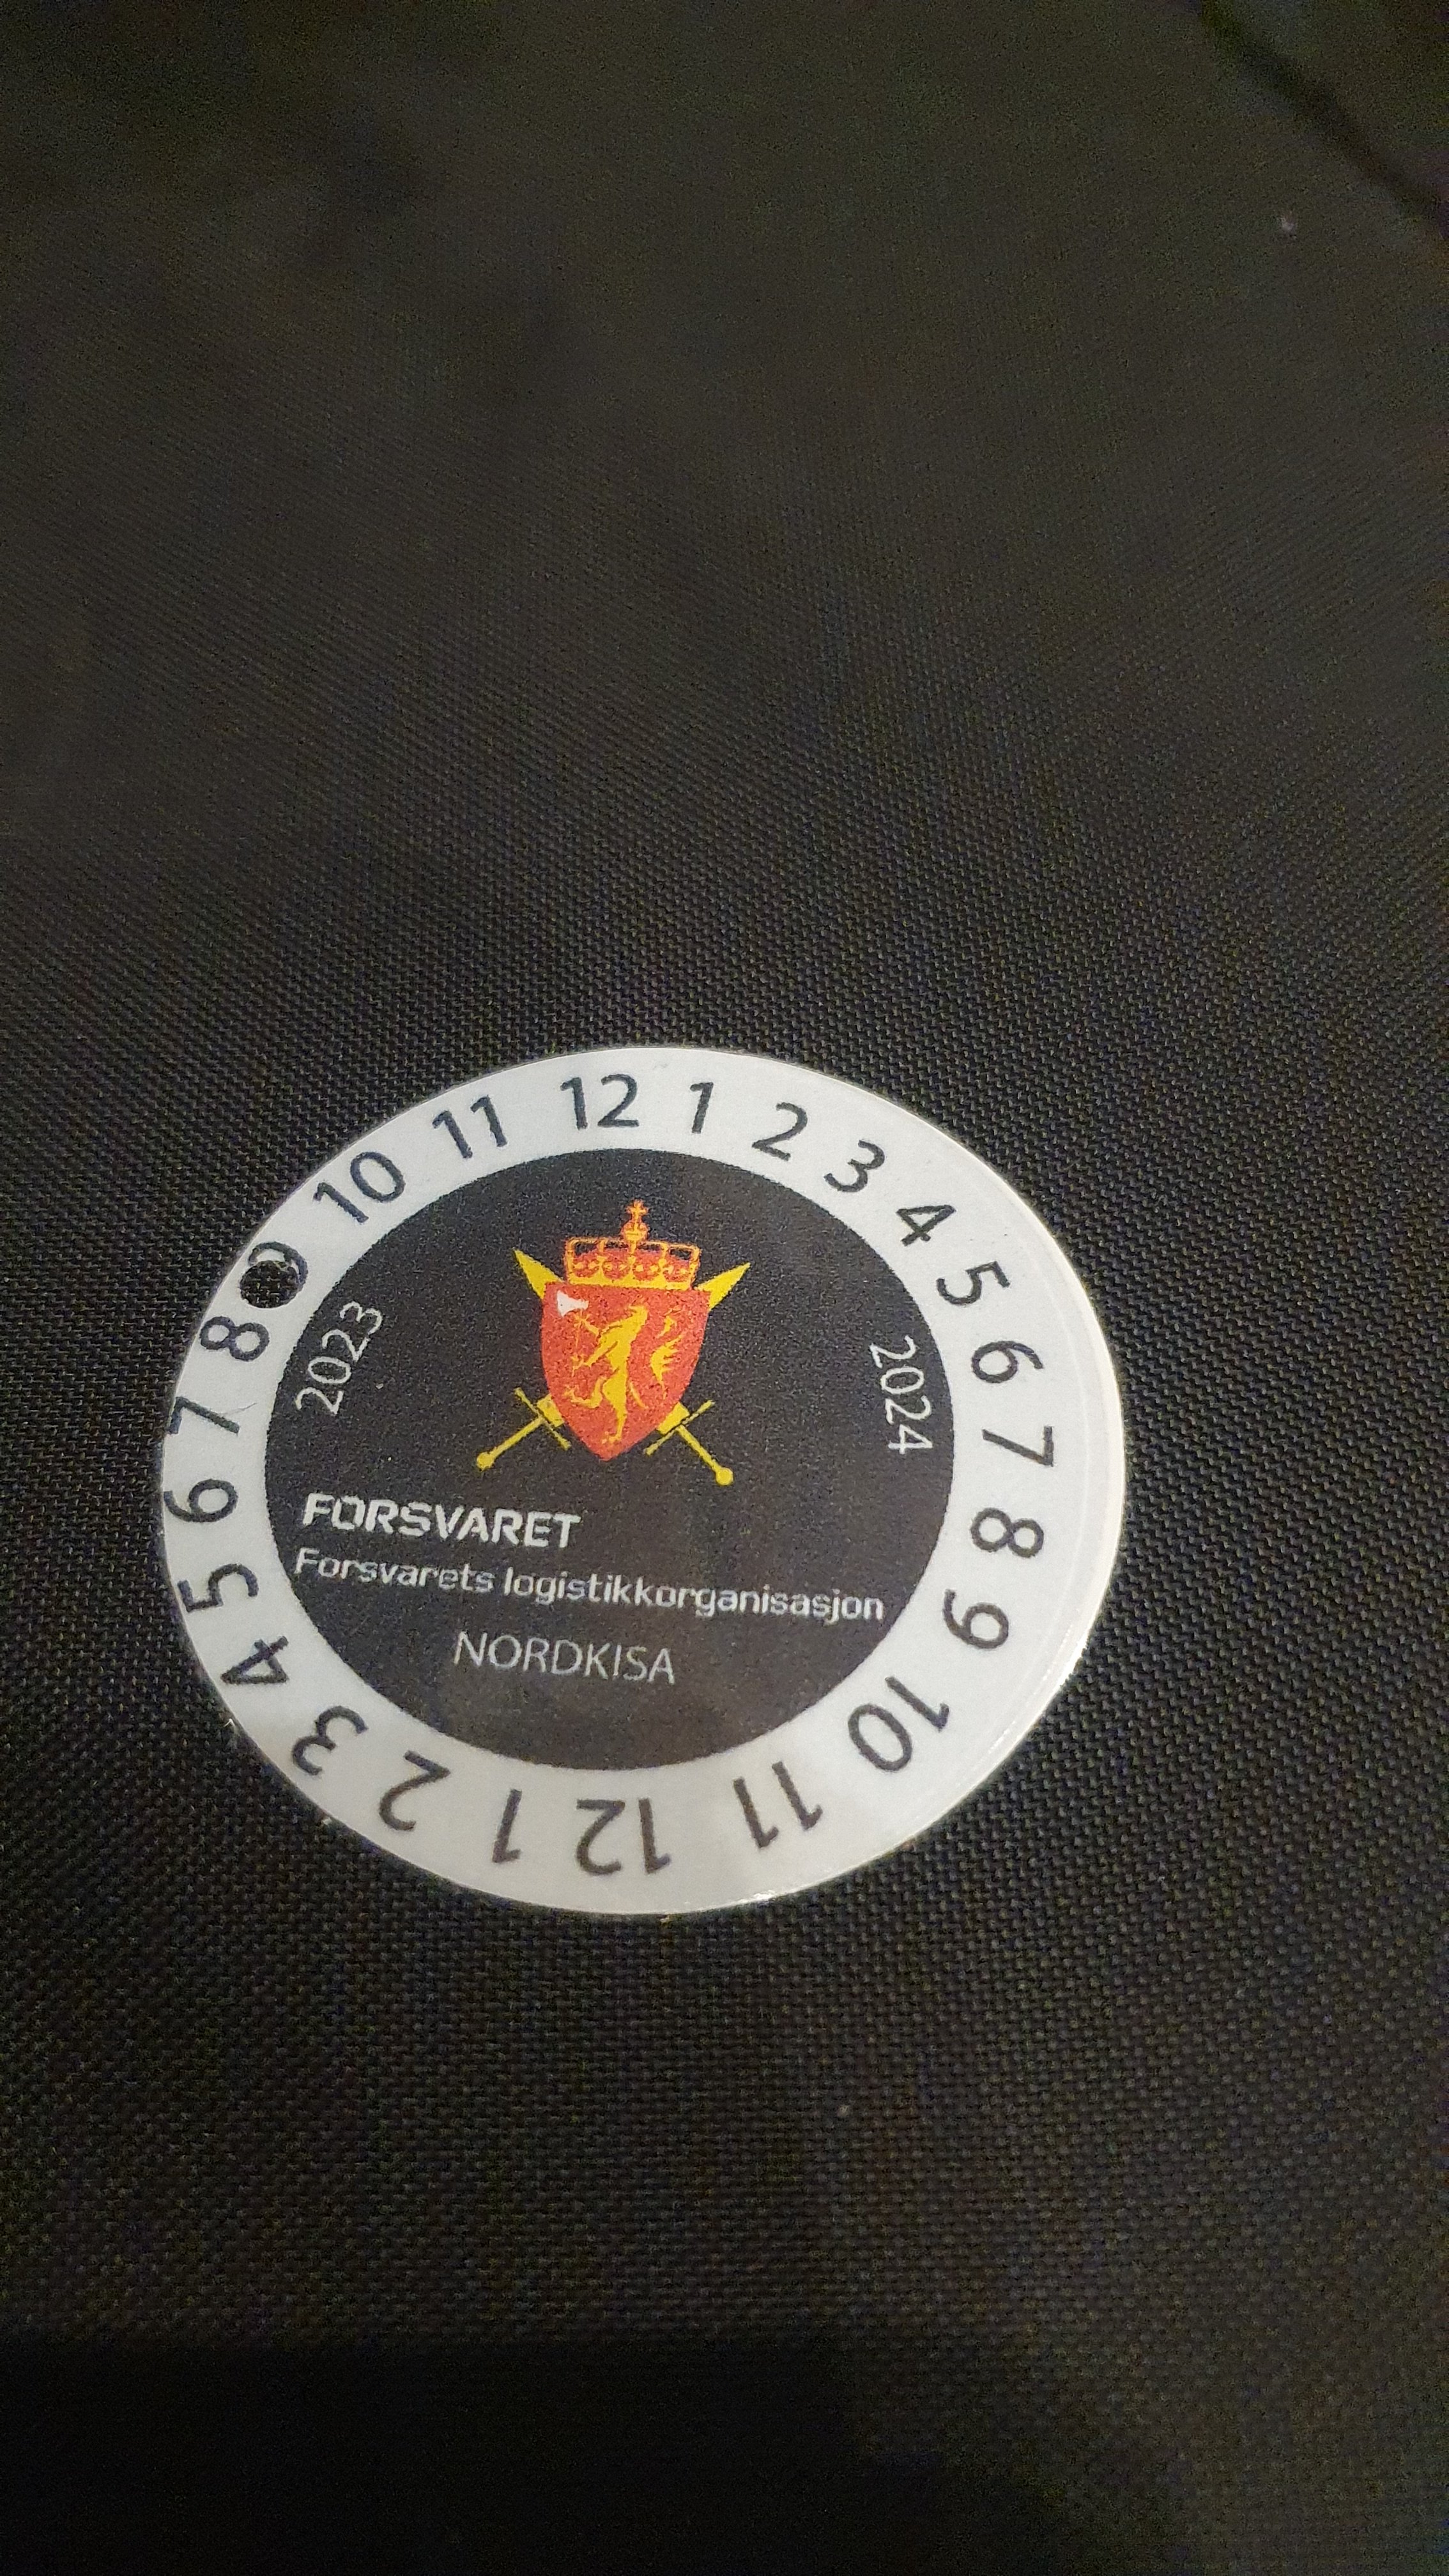 1 2 3 4 5 6 7 8 9 10 11 12
1 2 3 4 5 6 7 8 9 10 11 12
2023
2024
FORSVARET
Forsvarets logistikkorganisasjon
NORDKISA